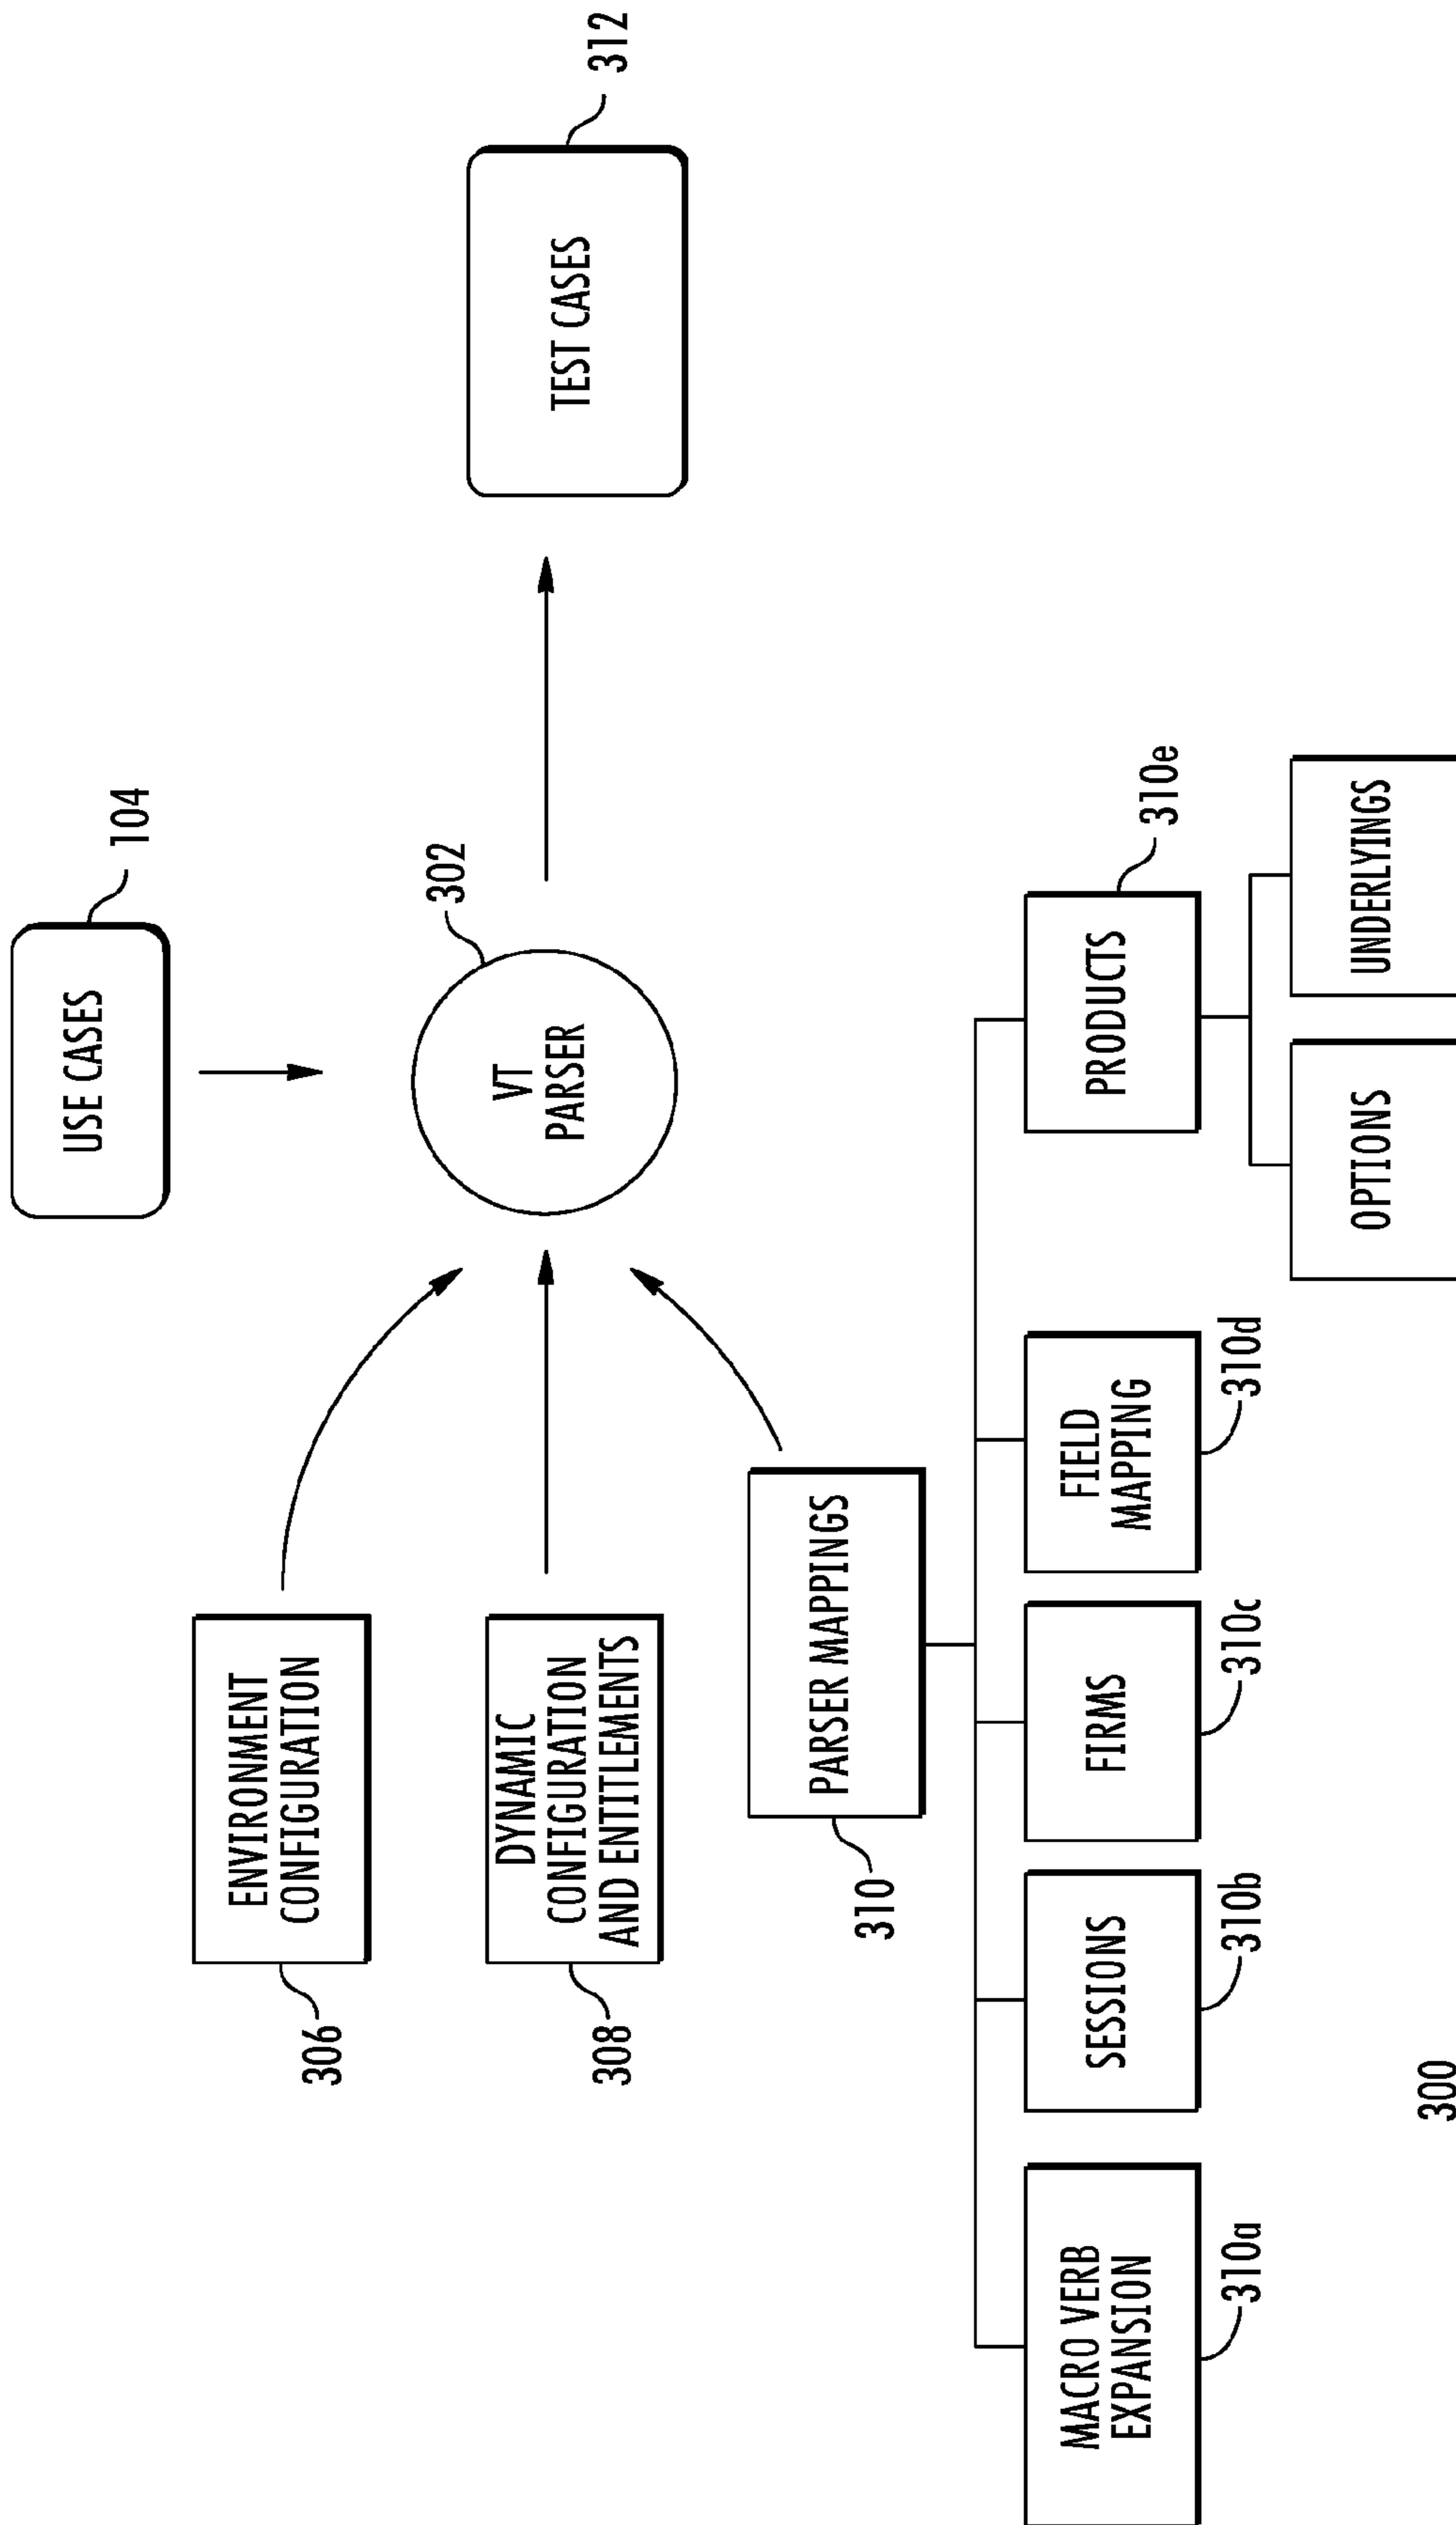 USE CASES
104
302
VT
PARSER
312
TEST CASES
ENVIRONMENT
CONFIGURATION
306
DYNAMIC
CONFIGURATION
AND ENTITLEMENTS
308
PARSER MAPPINGS
310
MACRO VERB
EXPANSION
310a
SESSIONS
310b
FIRMS
310c
FIELD
MAPPING
310d
PRODUCTS
310e
OPTIONS
UNDERLYINGS
300